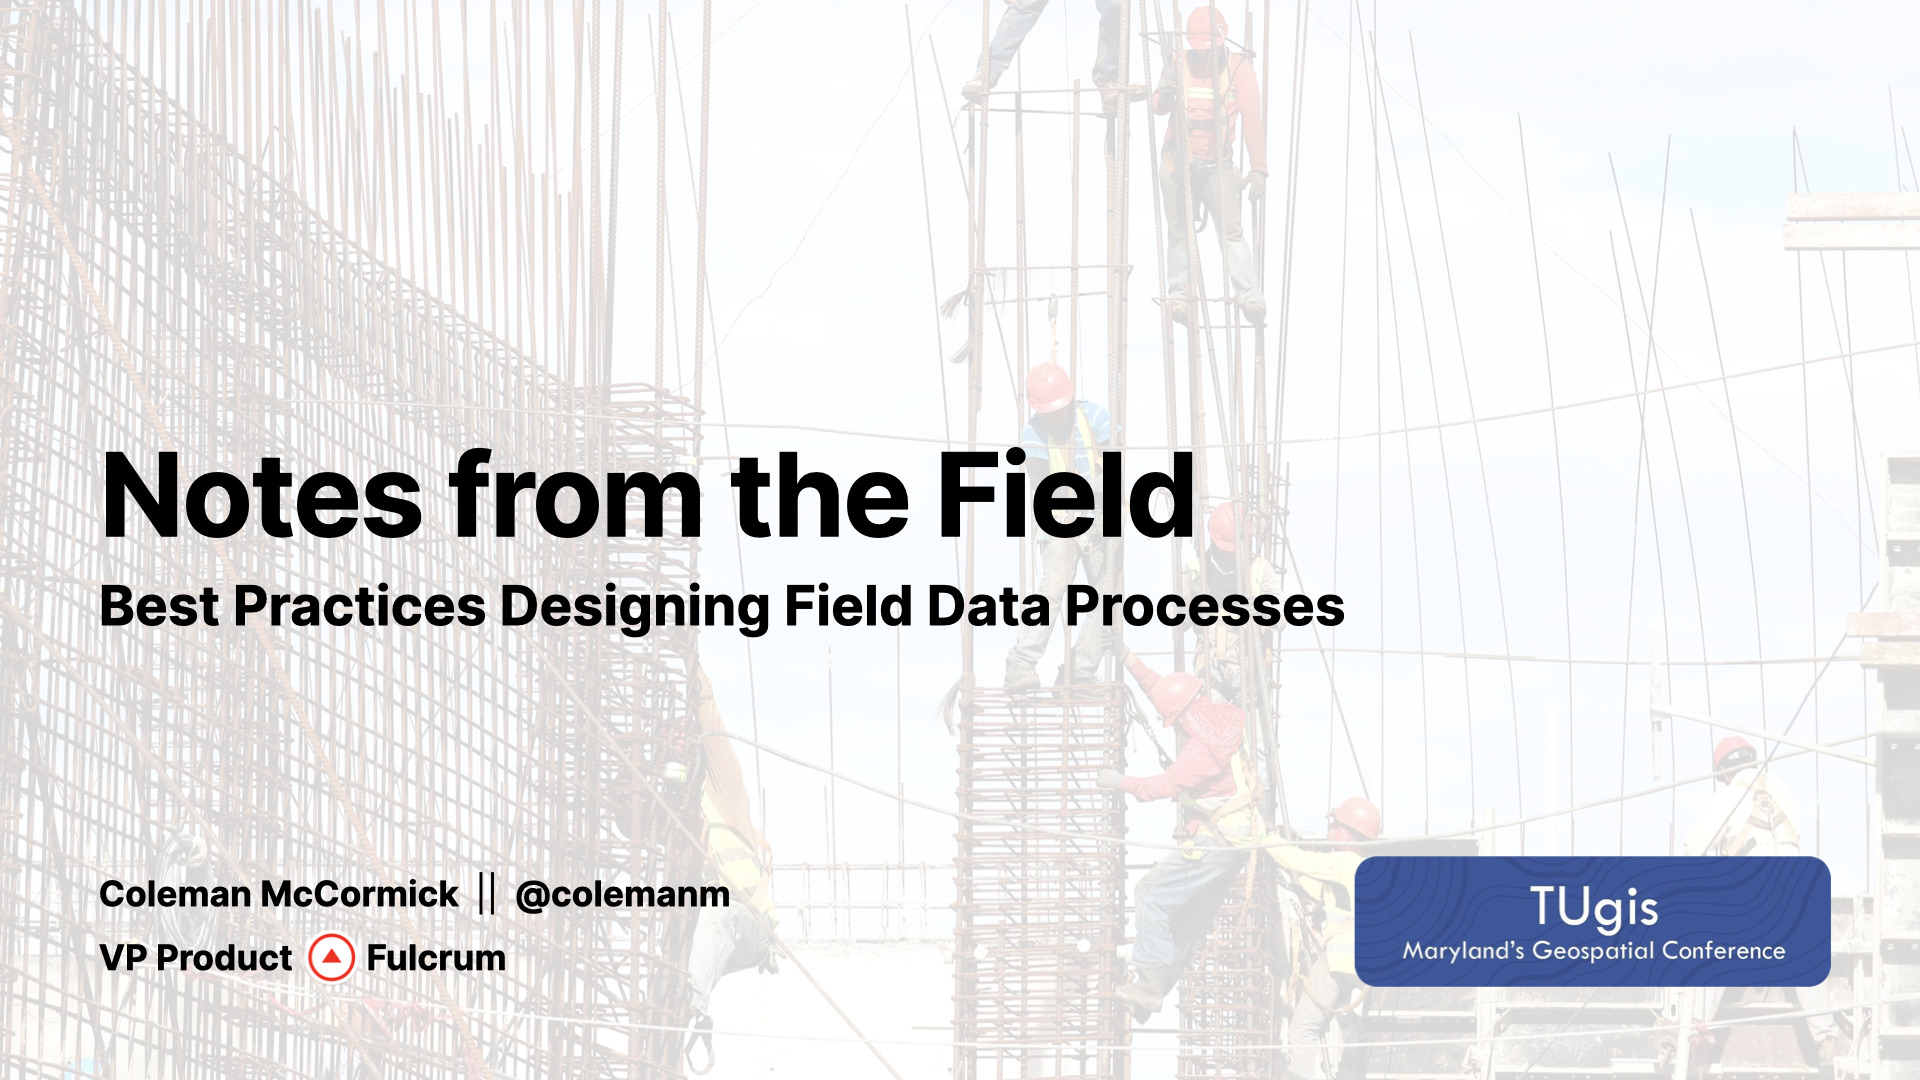 Notes from the Field
Best Practices Designing Field Data Processes
Coleman McCormick || @colemanm
VP Product Fulcrum
TUgis
Maryland’s Geospatial Conference